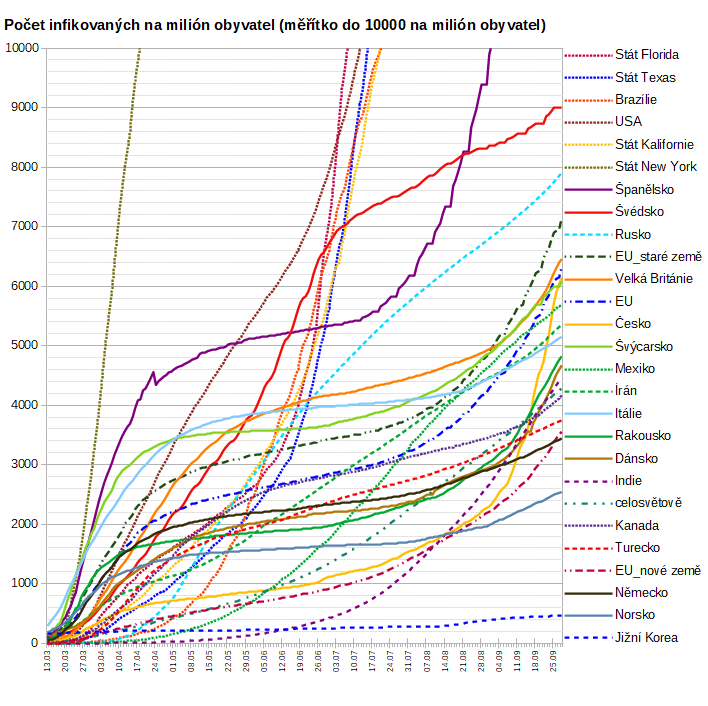 Počet infikovaných na milión obyvatel (měřítko do 10000 na milión obyvatel)
10000
9000
8000
7000
6000
5000
4000
3000
2000
1000
0
13.03
20.03
27.03
03.04
10.04
17.04
24.04
01.05
08.05
15.05
22.05
29.05
05.06
12.06
19.06
26.06
03.07
10.07
17.07
24.07
31.07
07.08
14.08
21.08
28.08
04.09
11.09
18.09
25.09
Stát Florida
Stát Texas
Brazílie
USA
Stát Kalifornie
Stát New York
Španělsko
Švédsko
Rusko
EU_staré země
Velká Británie
EU
Česko
Švýcarsko
Mexiko
Írán
Itálie
Rakousko
Dánsko
Indie
celosvětově
Kanada
Turecko
EU_nové země
Německo
Norsko
Jižní Korea